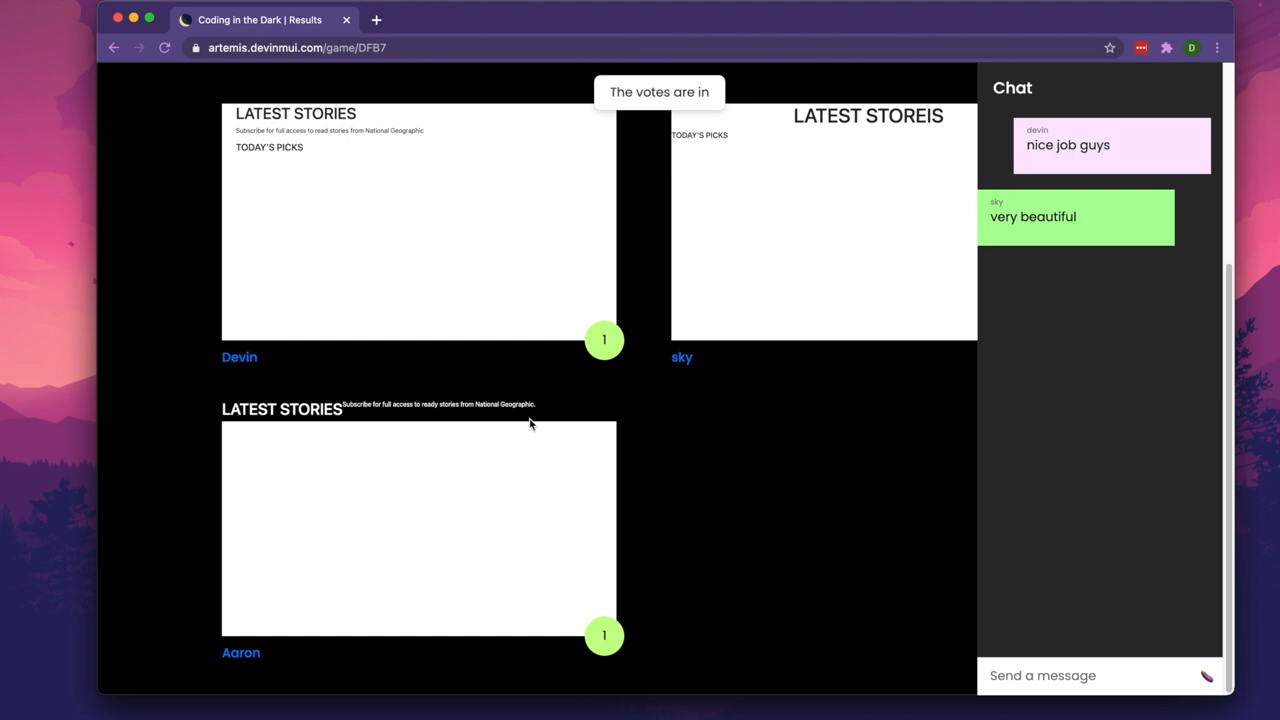 Coding in the Dark | Results
artemis.devinmui.com/game/DFB7
D
The votes are in
LATEST STORIES
Subscribe for full access to read stories from National Geographic
TODAY'S PICKS
1
Devin
LATEST STOREIS
TODAY'S PICKS
sky
LATEST STORIES Subscribe for full access to ready stories from National Geographic.
1
Aaron
Chat
devin
nice job guys
sky
very beautiful
Send a message